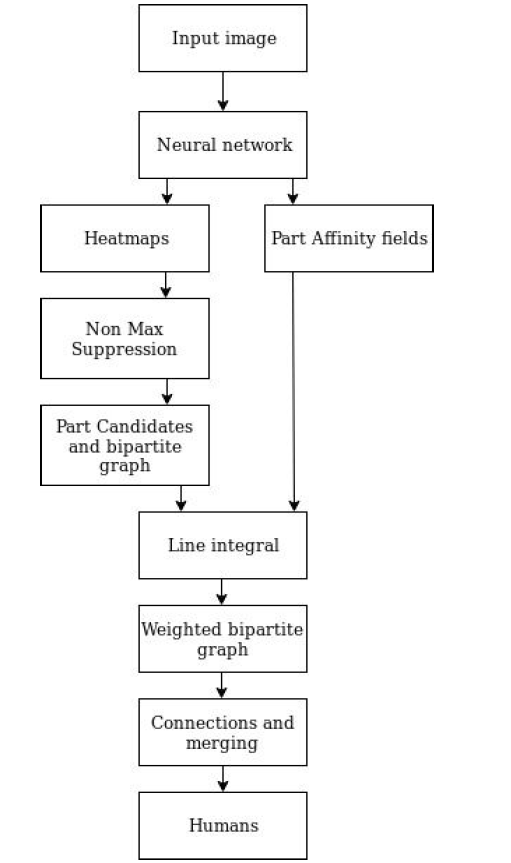 Input image
Neural network
Heatmaps
Part Affinity fields
Non Max
Suppression
Part Candidates
and bipartite
graph
Line integral
Weighted bipartite
graph
Connections and
merging
Humans